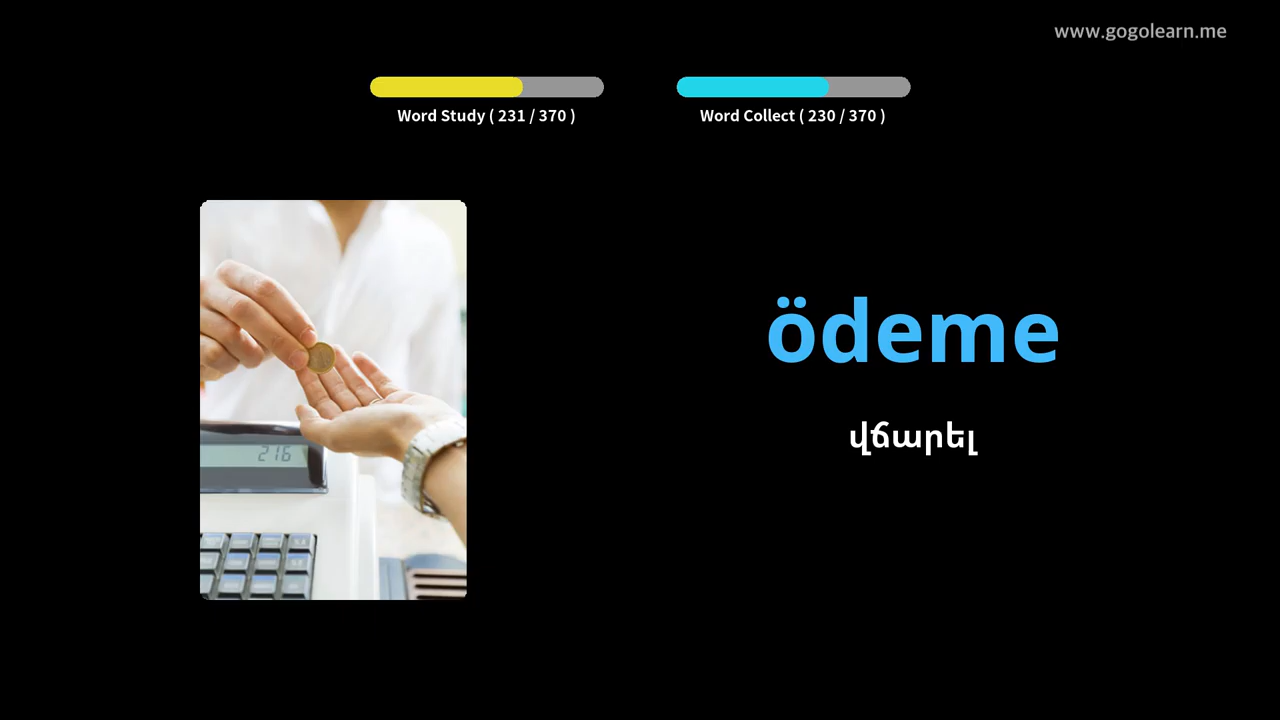 www.gogolearn.me
Word Study ( 231 / 370 )
Word Collect ( 230 / 370 )
ödeme
վճարել
216